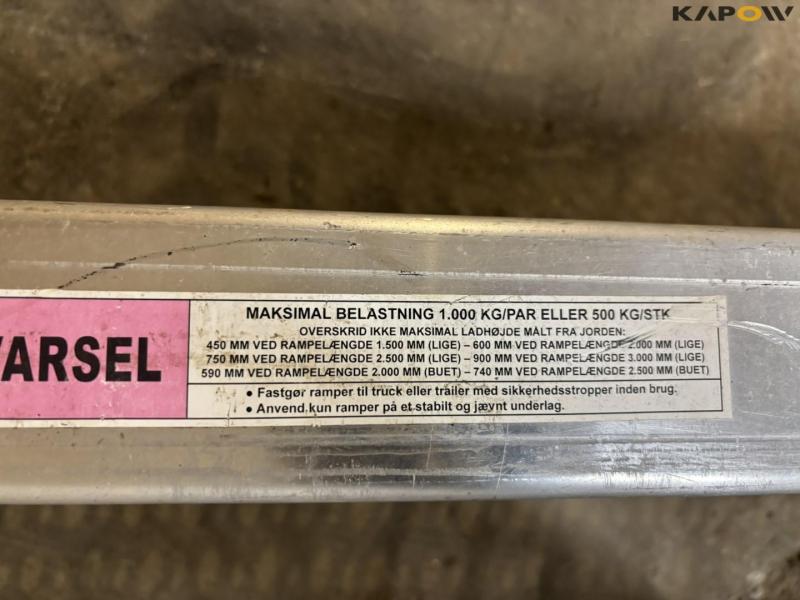 KAPOW
VARSEL
MAKSIMAL BELASTNING 1.000 KG/PAR ELLER 500 KG/STK
OVERSKRID IKKE MAKSIMAL LADHØJDE MÅLT FRA JORDEN:
450 MM VED RAMPELÆNGDE 1.500 MM (LIGE) – 600 MM VED RAMPELÆNGDE 2.000 MM (LIGE)
750 MM VED RAMPELÆNGDE 2.500 MM (LIGE) – 900 MM VED RAMPELÆNGDE 3.000 MM (LIGE)
590 MM VED RAMPELÆNGDE 2.000 MM (BUET) – 740 MM VED RAMPELÆNGDE 2.500 MM (BUET)
• Fastgør ramper til truck eller trailer med sikkerhedsstropper inden brug.
• Anvend kun ramper på et stabilt og jævnt underlag.